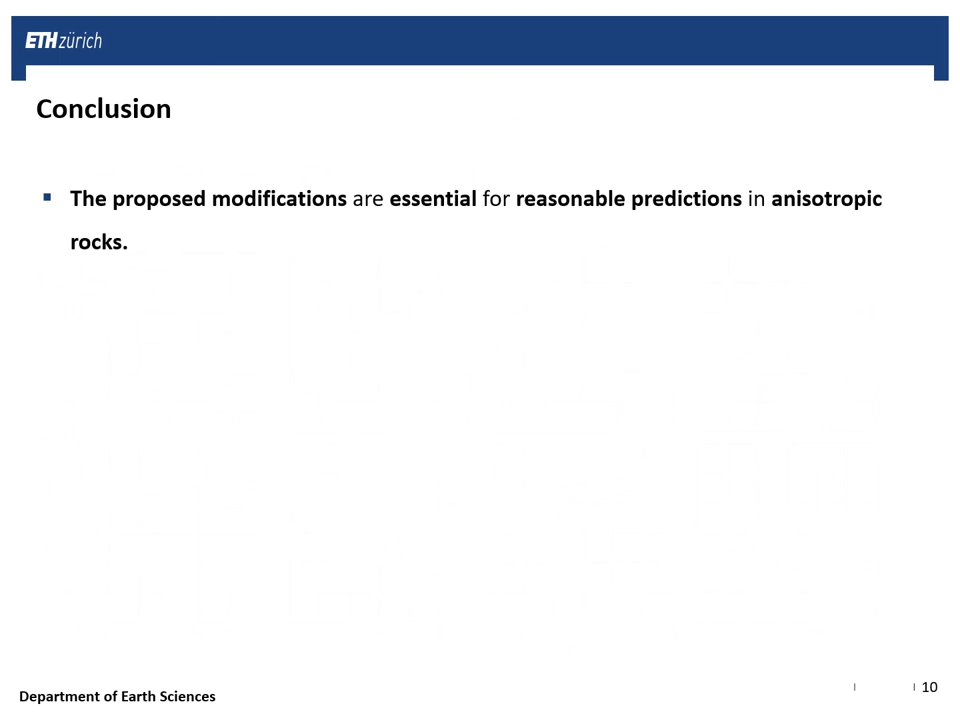 ETH zürich
Conclusion
▪ The proposed modifications are essential for reasonable predictions in anisotropic
rocks.
Department of Earth Sciences
| | 10